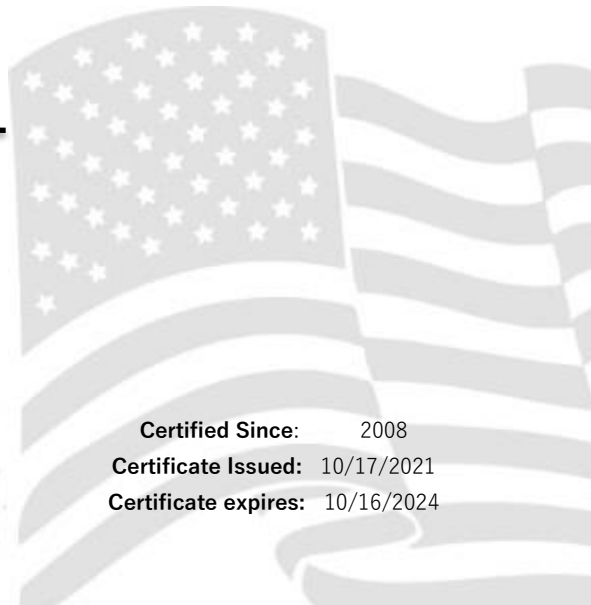 Certified Since: 2008
Certificate Issued: 10/17/2021
Certificate expires: 10/16/2024